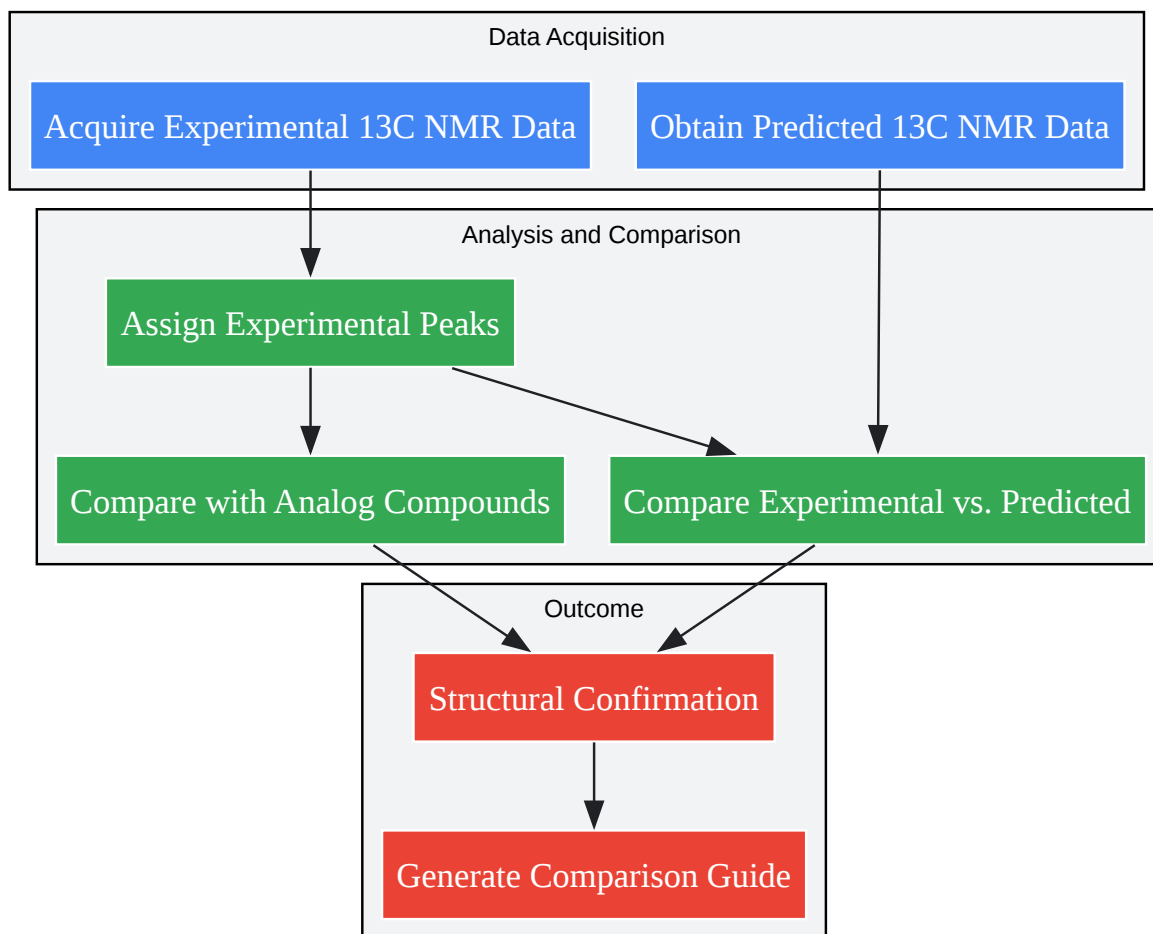 Data Acquisition
Acquire Experimental 13C NMR Data
Obtain Predicted 13C NMR Data
Analysis and Comparison
Assign Experimental Peaks
Compare with Analog Compounds
Compare Experimental vs. Predicted
Outcome
Structural Confirmation
Generate Comparison Guide